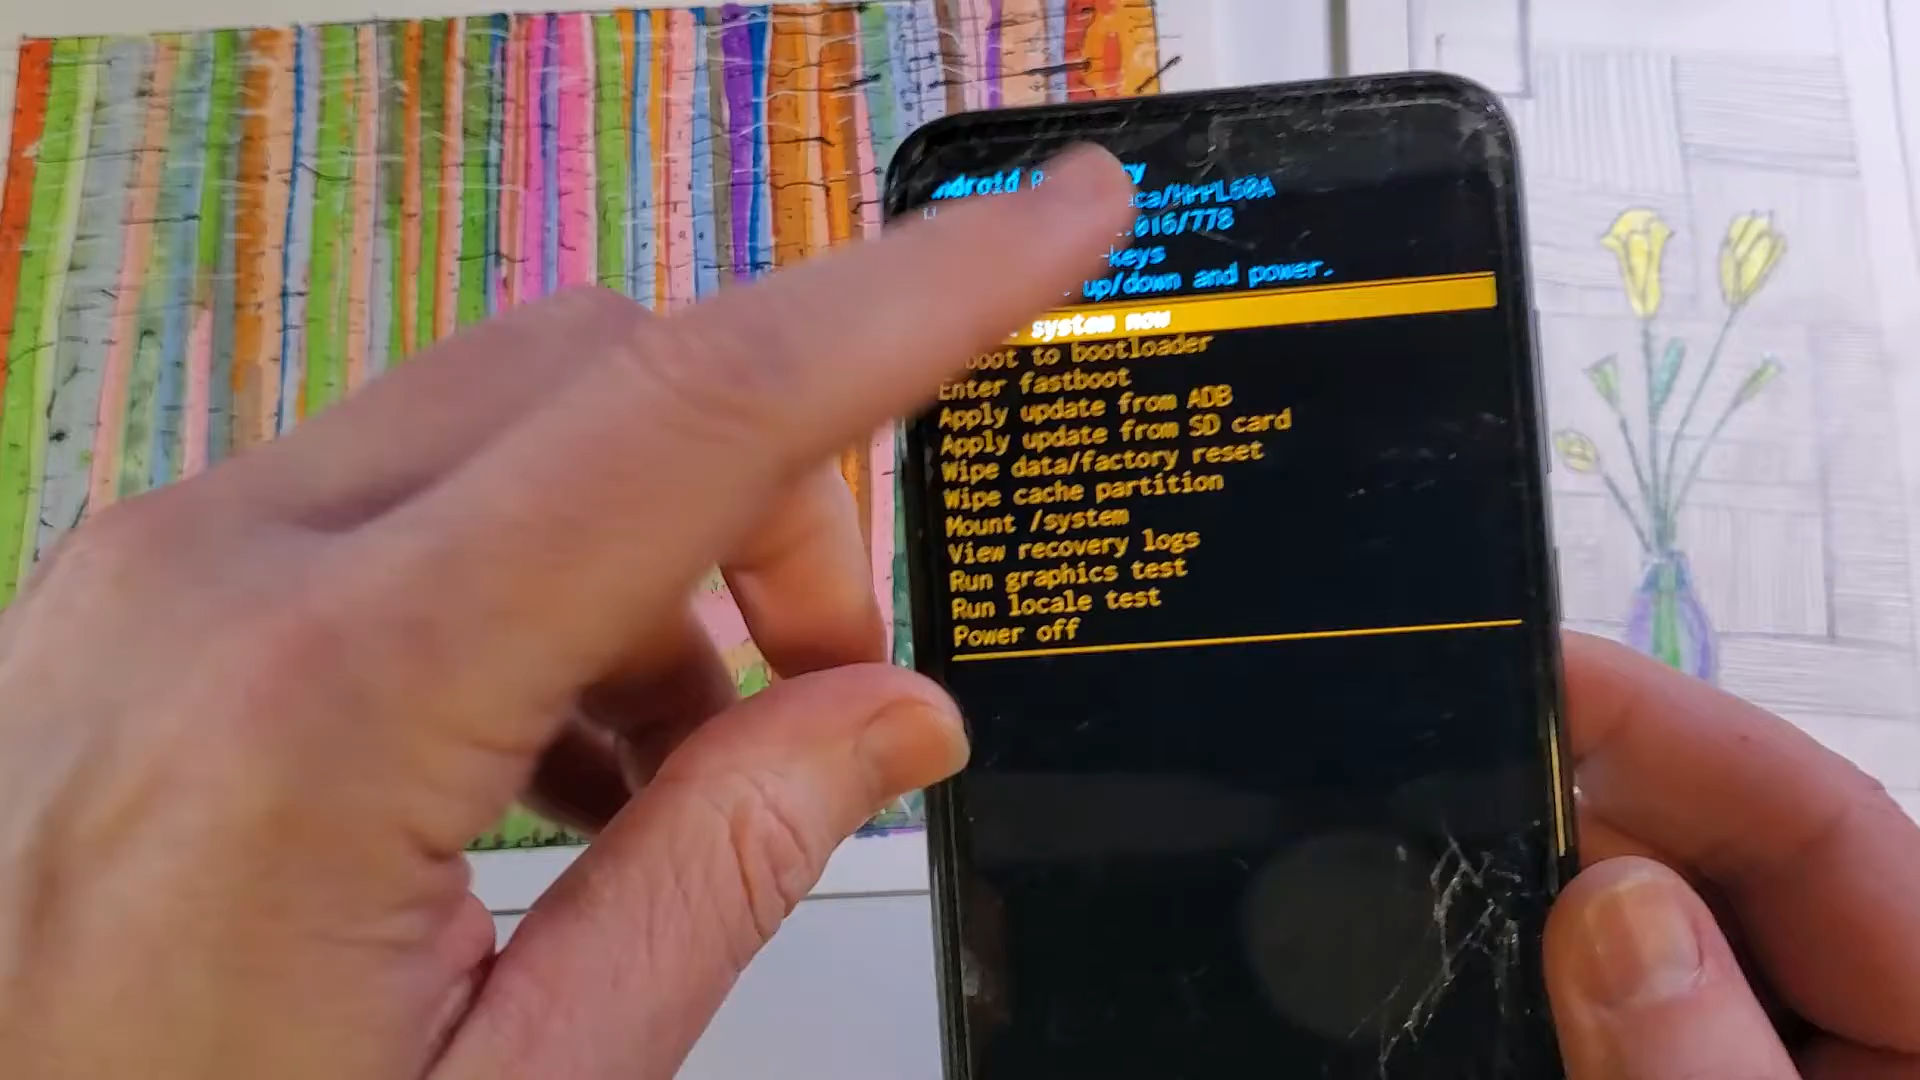 Android
.016/778
keys
up/down and power.
system now
boot to bootloader
Enter fastboot
Apply update from ADB
Apply update from SD card
Wipe data/factory reset
Wipe cache partition
Mount /system
View recovery logs
Run graphics test
Run locale test
Power off